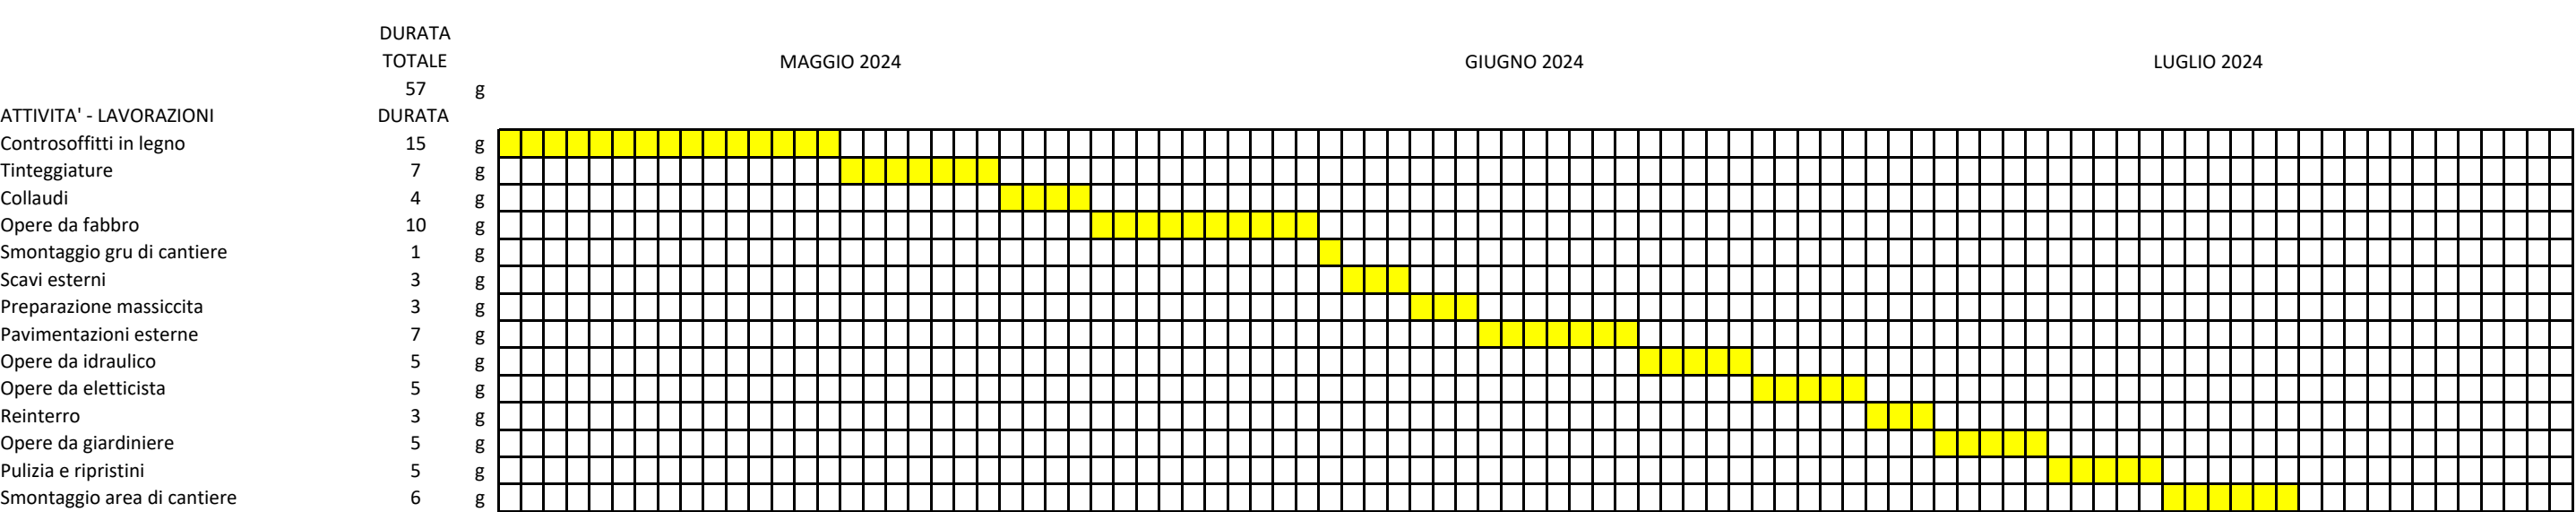 DURATA
TOTALE MAGGIO 2024 GIUGNO 2024 LUGLIO 2024
57 g
ATTIVITA' - LAVORAZIONI DURATA
Controsoffitti in legno 15 g
Tinteggiature 7 g
Collaudi 4 g
Opere da fabbro 10 g
Smontaggio gru di cantiere 1 g
Scavi esterni 3 g
Preparazione massiccita 3 g
Pavimentazioni esterne 7 g
Opere da idraulico 5 g
Opere da eletticista 5 g
Reinterro 3 g
Opere da giardiniere 5 g
Pulizia e ripristini 5 g
Smontaggio area di cantiere 6 g